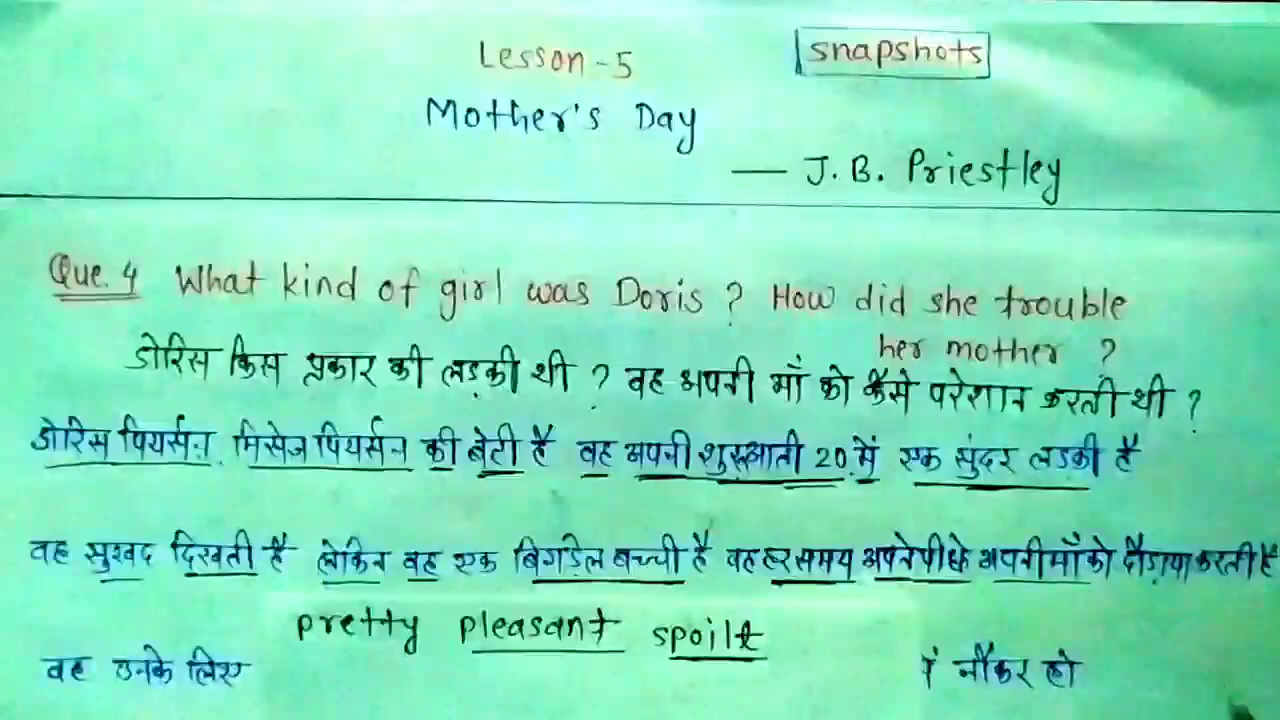 Lesson - 5
snapshots
Mother's Day
— J. B. Priestley
Que. 4 What kind of girl was Doris ? How did she trouble
her mother ?
डोरिस किस प्रकार की लड़की थी ? वह अपनी माँ को कैसे परेशान करती थी ?
डोरिस पियर्सन, मिसेज पियर्सन की बेटी है वह अपनी शुरुआती 20 में एक सुंदर लड़की है
वह सुखद दिखती है लेकिन वह एक बिगड़ेल बच्ची है वह हर समय अपने पीछे अपनी माँ को दौड़ाया करती है
pretty pleasant spoilt
वह उनके लिए नौकर हो